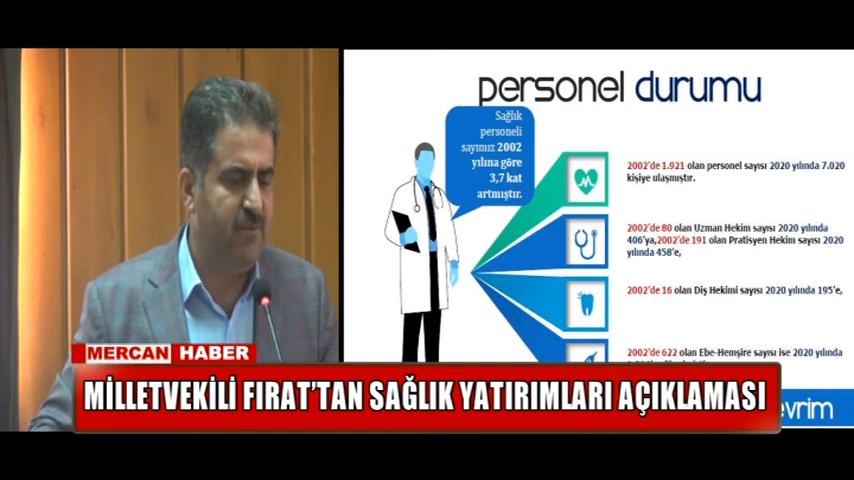 personel durumu
Sağlık
personeli
sayımız 2002
yılına göre
3,7 kat
artmıştır.
2002'de 1.921 olan personel sayısı 2020 yılında 7.020
kişiye ulaşmıştır.
2002'de 80 olan Uzman Hekim sayısı 2020 yılında
406'ya,2002'de 191 olan Pratisyen Hekim sayısı 2020
yılında 458'e,
2002'de 16 olan Diş Hekimi sayısı 2020 yılında 195'e,
2002'de 622 olan Ebe-Hemşire sayısı ise 2020 yılında
MERCAN HABER
MİLLETVEKİLİ FIRAT'TAN SAĞLIK YATIRIMLARI AÇIKLAMASI
evrim